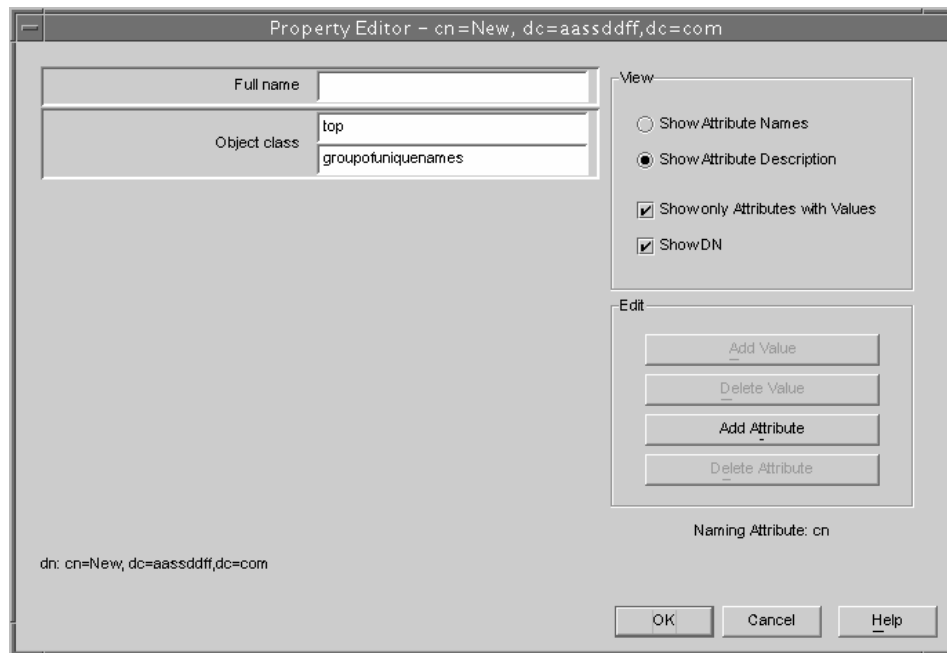 Property Editor - cn=New, dc=aassddff,dc=com
Full name
Object class
top
groupofuniquenames
View
Show Attribute Names
Show Attribute Description
Show only Attributes with Values
Show DN
Edit
Add Value
Delete Value
Add Attribute
Delete Attribute
Naming Attribute: cn
dn: cn=New, dc=aassddff,dc=com
OK
Cancel
Help